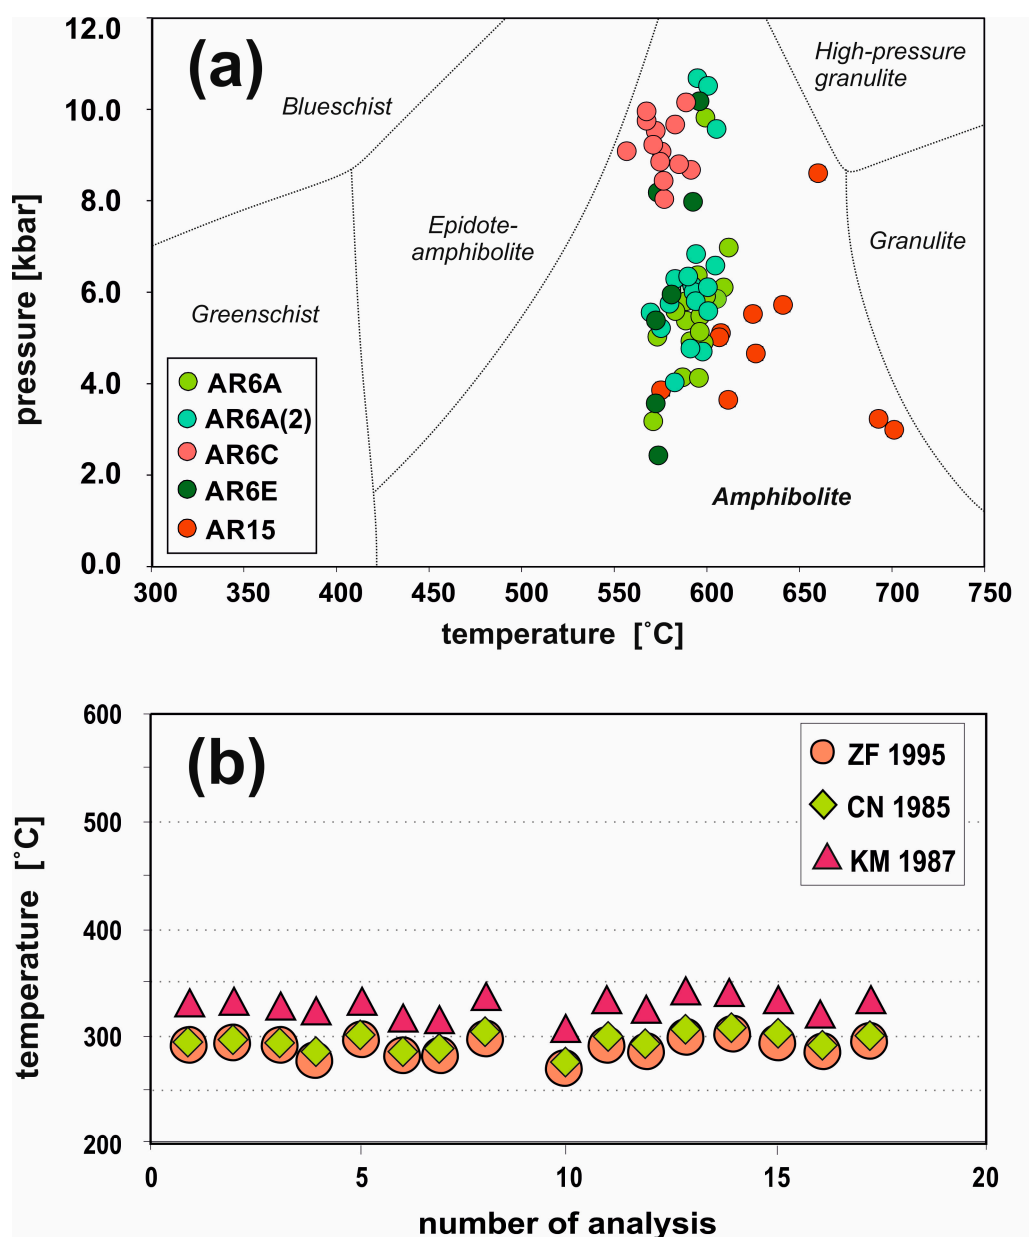 (a)
12.0
10.0
8.0
6.0
4.0
2.0
0.0
pressure [kbar]
Blueschist
High-pressure
granulite
Epidote-
amphibolite
Granulite
Greenschist
Amphibolite
AR6A
AR6A(2)
AR6C
AR6E
AR15
300 350 400 450 500 550 600 650 700 750
temperature [˚C]
(b)
600
500
400
300
200
temperature [˚C]
ZF 1995
CN 1985
KM 1987
0 5 10 15 20
number of analysis